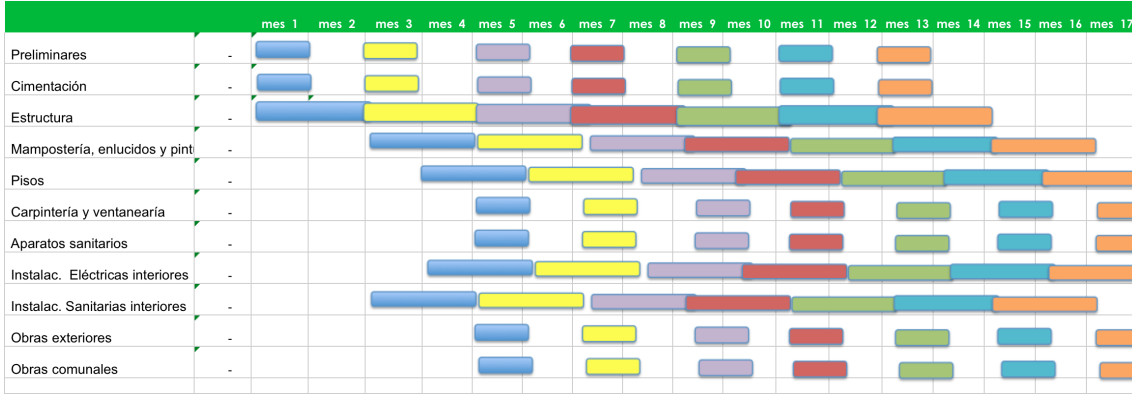 mes 1 mes 2 mes 3 mes 4 mes 5 mes 6 mes 7 mes 8 mes 9 mes 10 mes 11 mes 12 mes 13 mes 14 mes 15 mes 16 mes 17
Preliminares -
Cimentación -
Estructura -
Mampostería, enlucidos y pint -
Pisos -
Carpintería y ventanearía -
Aparatos sanitarios -
Instalac. Eléctricas interiores -
Instalac. Sanitarias interiores -
Obras exteriores -
Obras comunales -